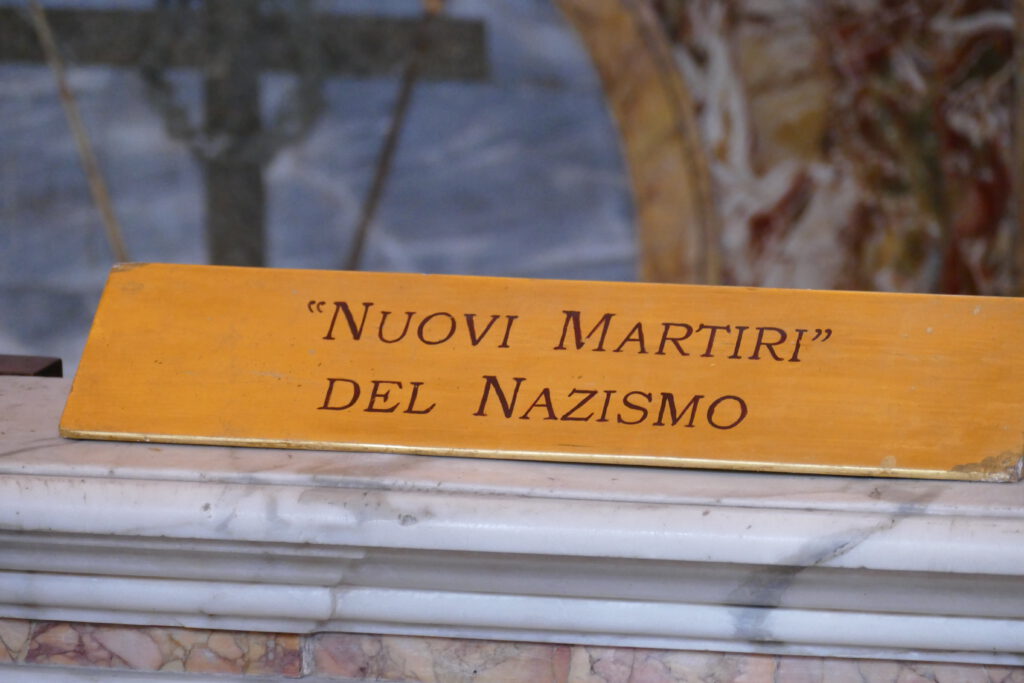 “Nuovi Martiri”
del Nazismo